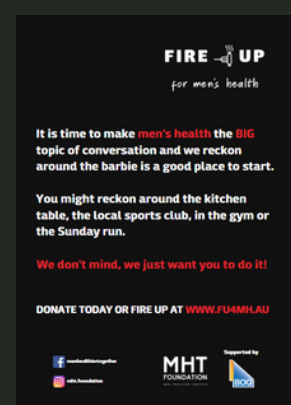 FIRE UP
for men's health
It is time to make men's health the BIG
topic of conversation and we reckon
around the barbie is a good place to start.
You might reckon around the kitchen
table, the local sports club, in the gym or
the Sunday run.
We don't mind, we just want you to do it!
DONATE TODAY OR FIRE UP AT WWW.FU4MH.AU
menshealthiertogether
mht_foundation
MHT
FOUNDATION
Supported by
BOQ